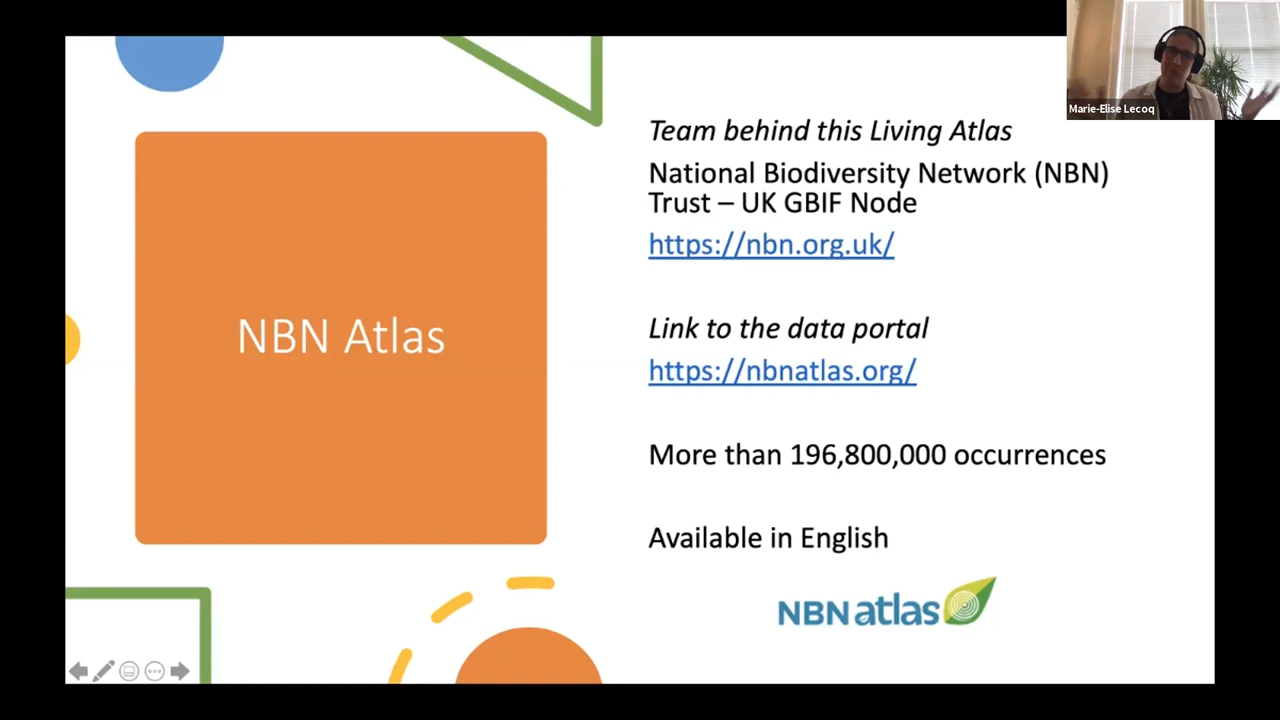 Marie-Elise Lecoq
Team behind this Living Atlas
National Biodiversity Network (NBN)
Trust – UK GBIF Node
https://nbn.org.uk/
NBN Atlas
Link to the data portal
https://nbnatlas.org/
More than 196,800,000 occurrences
Available in English
NBN atlas